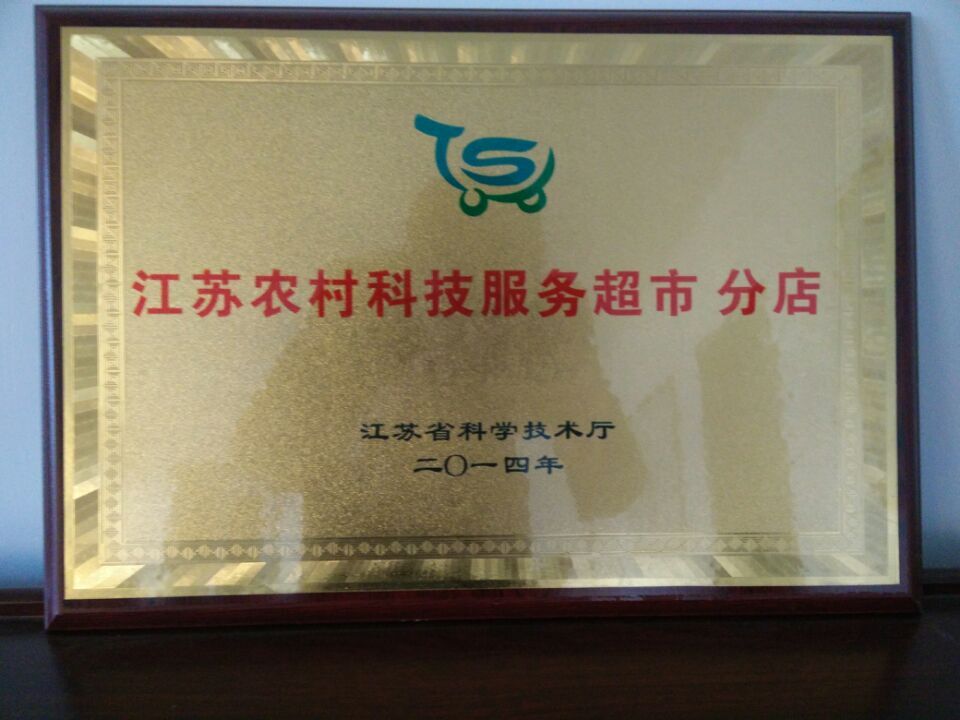 TS
江苏农村科技服务超市 分店
江苏省科学技术厅
二〇一四年